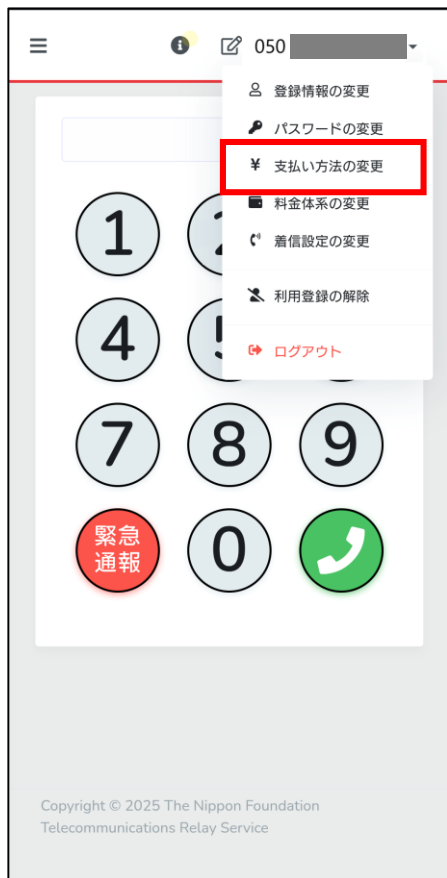 050
登録情報の変更
パスワードの変更
¥ 支払い方法の変更
料金体系の変更
着信設定の変更
利用登録の解除
ログアウト
1
4
7 8 9
緊急
通報
0
Copyright © 2025 The Nippon Foundation
Telecommunications Relay Service